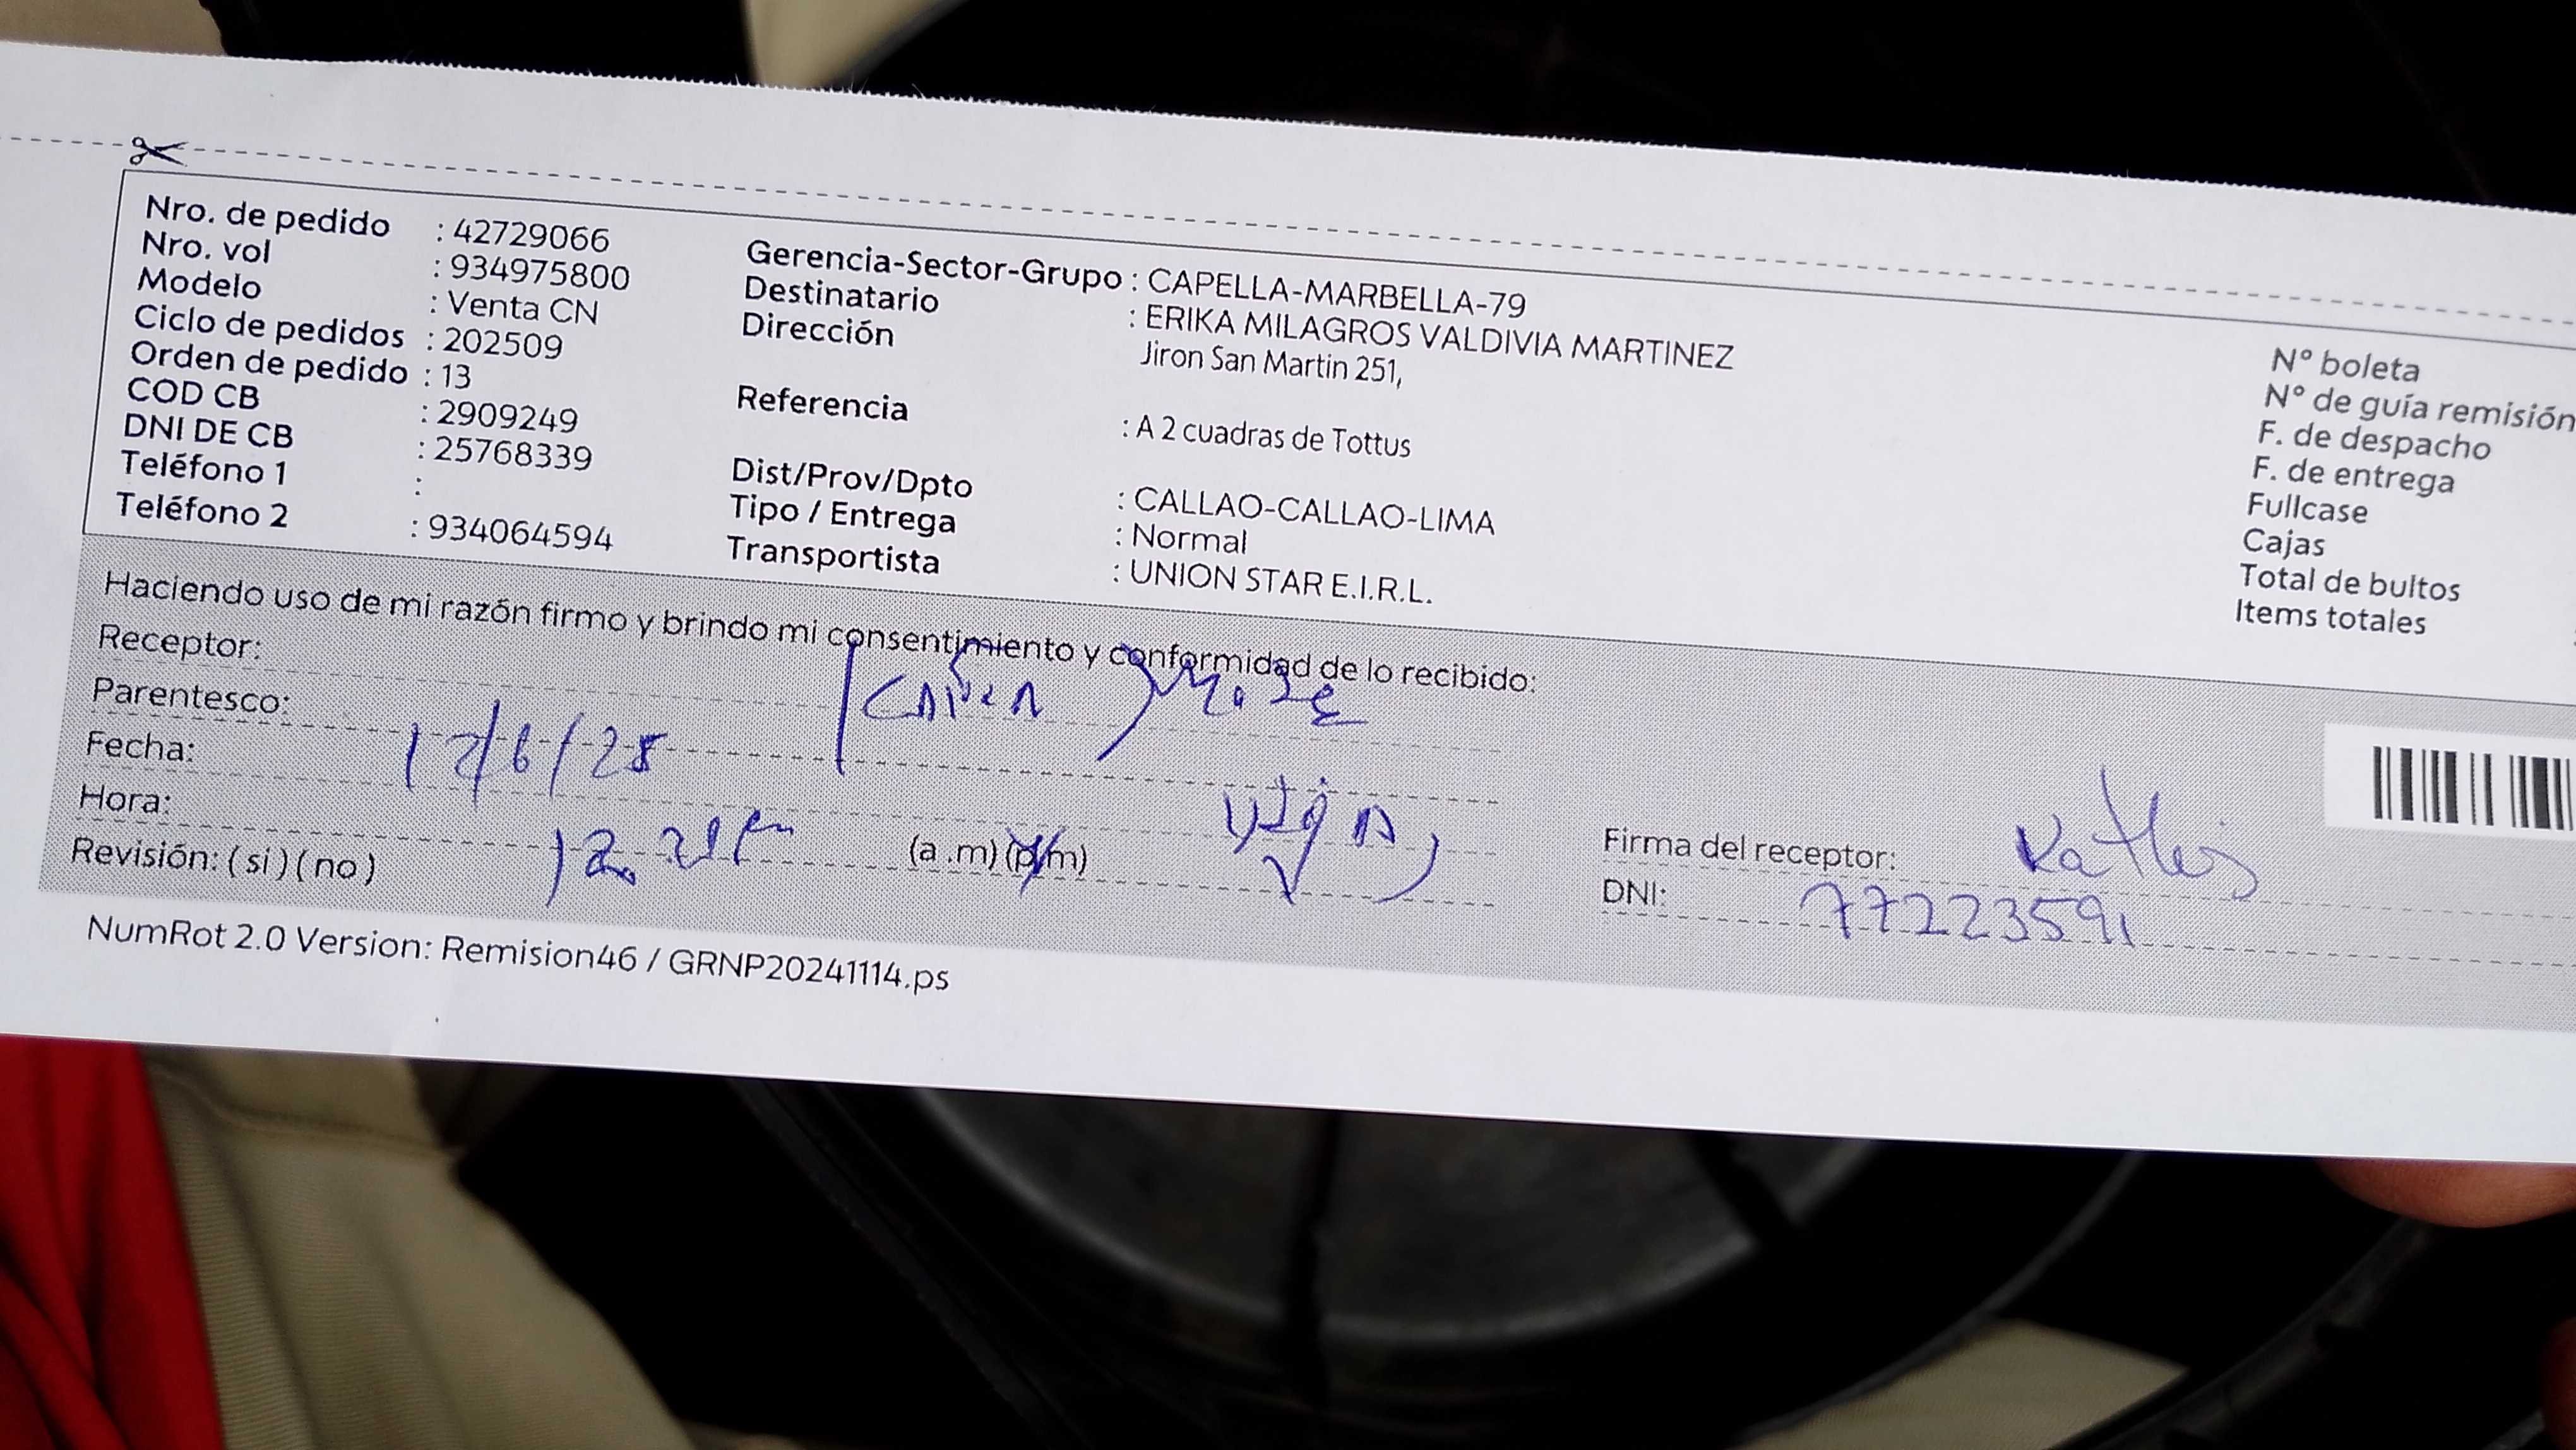 Nro. de pedido : 42729066
Nro. vol : 934975800
Modelo : Venta CN
Ciclo de pedidos : 202509
Orden de pedido : 13
COD CB : 2909249
DNI DE CB : 25768339
Teléfono 1 :
Teléfono 2 : 934064594
Gerencia-Sector-Grupo : CAPELLA-MARBELLA-79
Destinatario : ERIKA MILAGROS VALDIVIA MARTINEZ
Dirección Jiron San Martin 251,
Referencia : A 2 cuadras de Tottus
Dist/Prov/Dpto : CALLAO-CALLAO-LIMA
Tipo / Entrega : Normal
Transportista : UNION STAR E.I.R.L.
N° boleta
N° de guía remisión
F. de despacho
F. de entrega
Fullcase
Cajas
Total de bultos
Items totales
Haciendo uso de mi razón firmo y brindo mi consentimiento y conformidad de lo recibido:
Receptor:
Parentesco:
Fecha: 17/6/25
Hora: (a .m) (p.m)
Revisión: ( si ) ( no )
Firma del receptor:
DNI: 77223591
NumRot 2.0 Version: Remision46 / GRNP20241114.ps